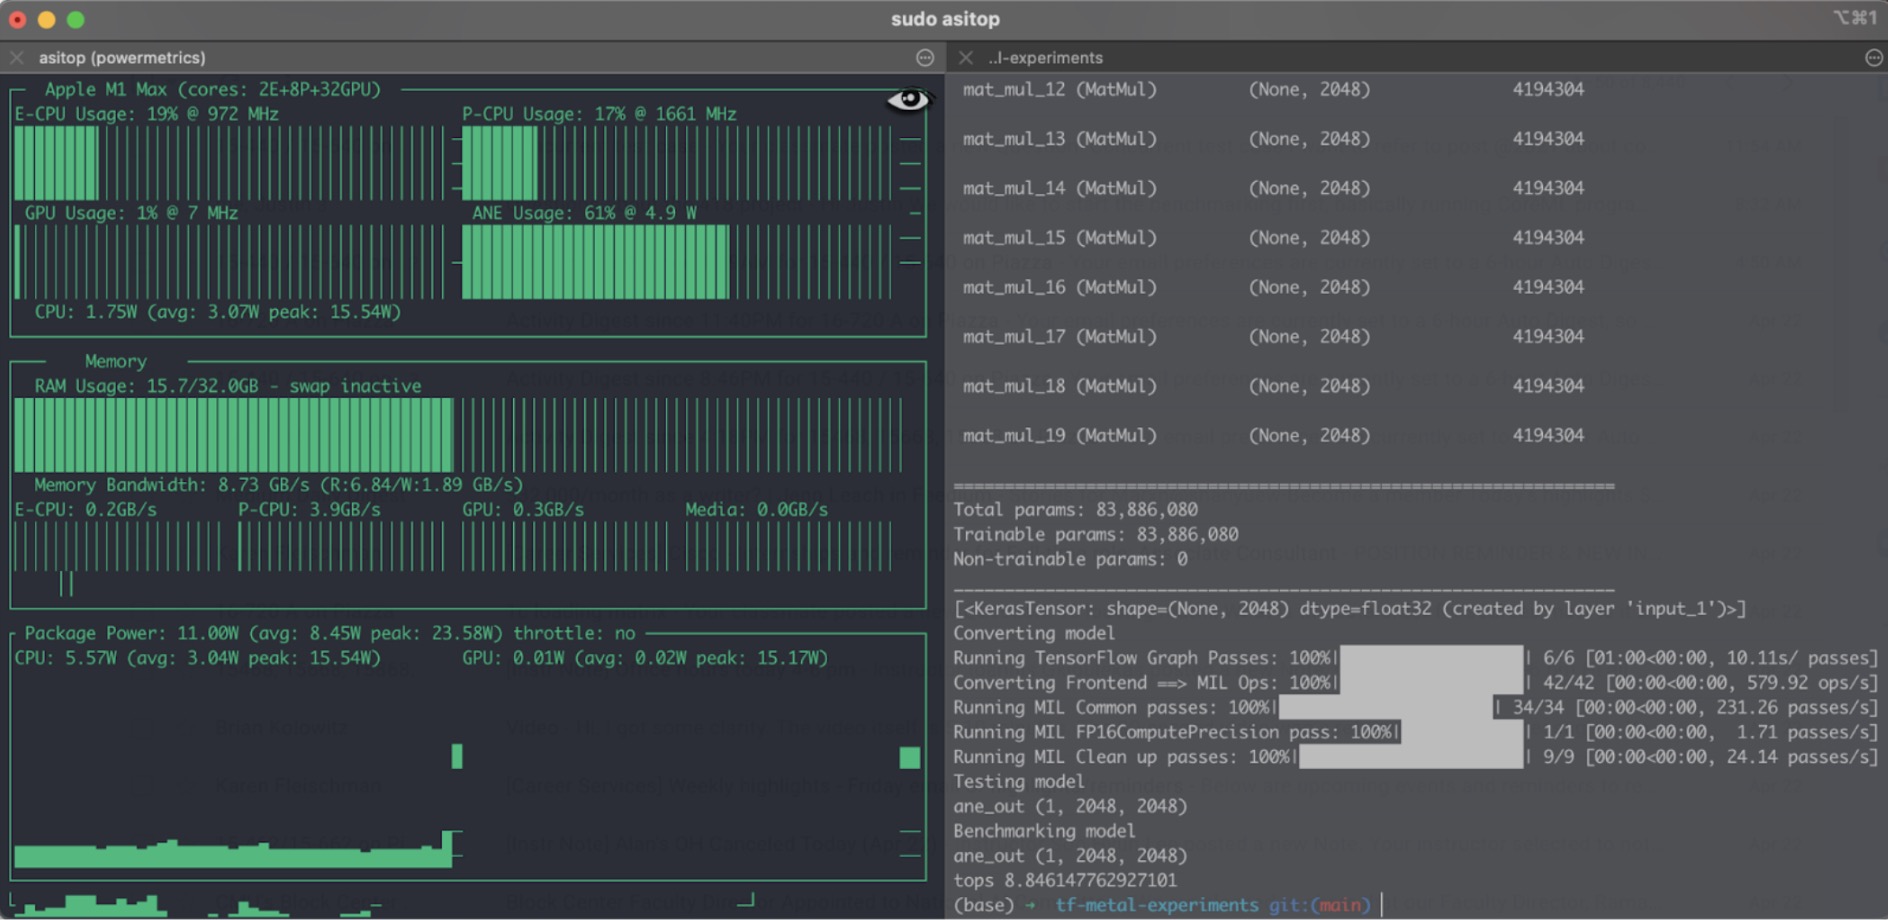 sudo asitop
⌥⌘1
asitop (powermetrics)
Apple M1 Max (cores: 2E+8P+32GPU)
E-CPU Usage: 19% @ 972 MHz
P-CPU Usage: 17% @ 1661 MHz
GPU Usage: 1% @ 7 MHz
ANE Usage: 61% @ 4.9 W
CPU: 1.75W (avg: 3.07W peak: 15.54W)
Memory
RAM Usage: 15.7/32.0GB - swap inactive
Memory Bandwidth: 8.73 GB/s (R:6.84/W:1.89 GB/s)
E-CPU: 0.2GB/s
P-CPU: 3.9GB/s
GPU: 0.3GB/s
Media: 0.0GB/s
Package Power: 11.00W (avg: 8.45W peak: 23.58W) throttle: no
CPU: 5.57W (avg: 3.04W peak: 15.54W)
GPU: 0.01W (avg: 0.02W peak: 15.17W)
..l-experiments
mat_mul_12 (MatMul) (None, 2048) 4194304
mat_mul_13 (MatMul) (None, 2048) 4194304
mat_mul_14 (MatMul) (None, 2048) 4194304
mat_mul_15 (MatMul) (None, 2048) 4194304
mat_mul_16 (MatMul) (None, 2048) 4194304
mat_mul_17 (MatMul) (None, 2048) 4194304
mat_mul_18 (MatMul) (None, 2048) 4194304
mat_mul_19 (MatMul) (None, 2048) 4194304
=================================================================
Total params: 83,886,080
Trainable params: 83,886,080
Non-trainable params: 0
_________________________________________________________________
[<KerasTensor: shape=(None, 2048) dtype=float32 (created by layer 'input_1')>]
Converting model
Running TensorFlow Graph Passes: 100%| | 6/6 [01:00<00:00, 10.11s/ passes]
Converting Frontend ==> MIL Ops: 100%| | 42/42 [00:00<00:00, 579.92 ops/s]
Running MIL Common passes: 100%| | 34/34 [00:00<00:00, 231.26 passes/s]
Running MIL FP16ComputePrecision pass: 100%| | 1/1 [00:00<00:00, 1.71 passes/s]
Running MIL Clean up passes: 100%| | 9/9 [00:00<00:00, 24.14 passes/s]
Testing model
ane_out (1, 2048, 2048)
Benchmarking model
ane_out (1, 2048, 2048)
tops 8.846147762927101
(base) → tf-metal-experiments git:(main)